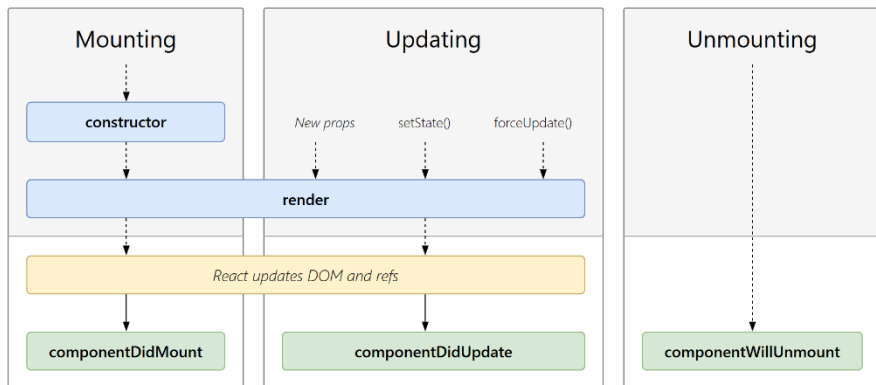 Mounting
Updating
Unmounting
constructor
New props
setState()
forceUpdate()
render
React updates DOM and refs
componentDidMount
componentDidUpdate
componentWillUnmount